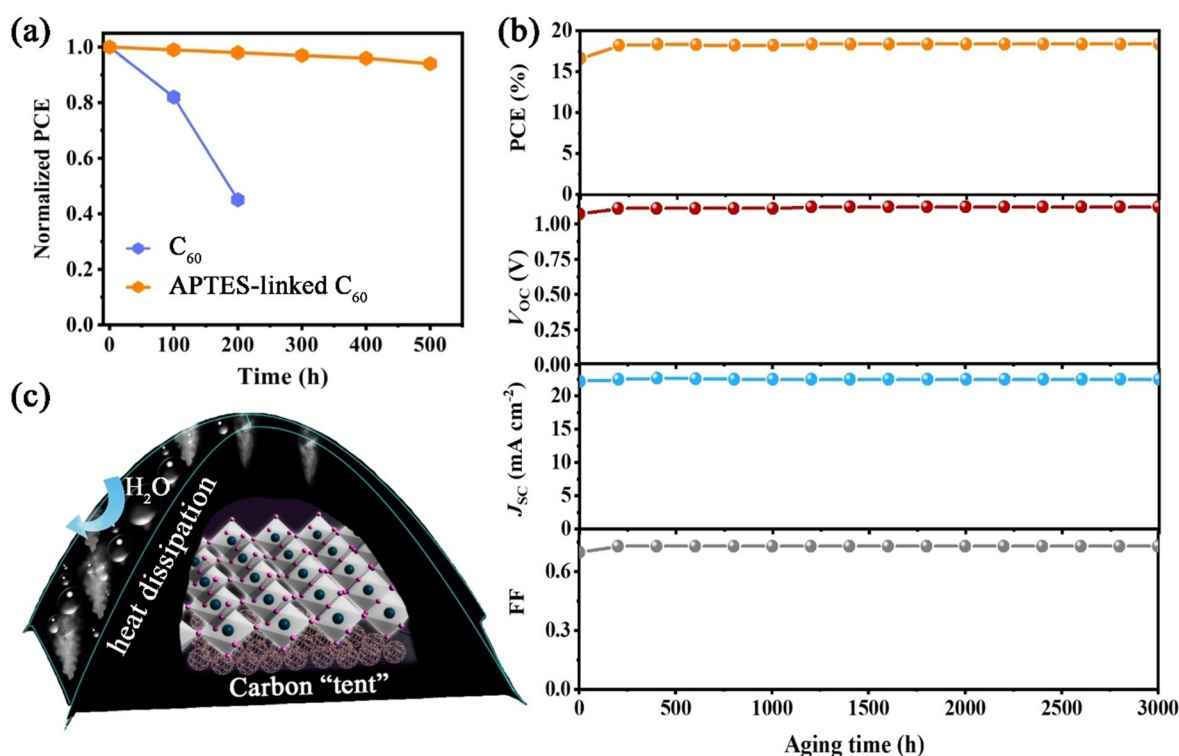 (a)
1.0
0.8
0.6
0.4
0.2
0.0
Normalized PCE
C₆₀
APTES-linked C₆₀
0 100 200 300 400 500
Time (h)
(b)
20
15
10
5
0
PCE (%)
1.00
0.75
0.50
0.25
0.00
V_OC (V)
20
15
10
5
0
J_SC (mA cm⁻²)
0.6
0.3
0.0
FF
0 500 1000 1500 2000 2500 3000
Aging time (h)
(c)
H₂O
heat dissipation
Carbon “tent”